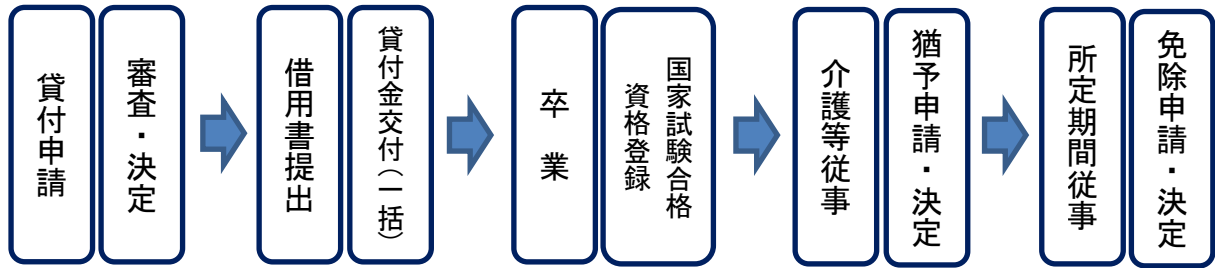 貸付申請
審査・決定
借用書提出
貸付金交付（一括）
卒業
国家試験合格
資格登録
介護等従事
猶予申請・決定
所定期間従事
免除申請・決定